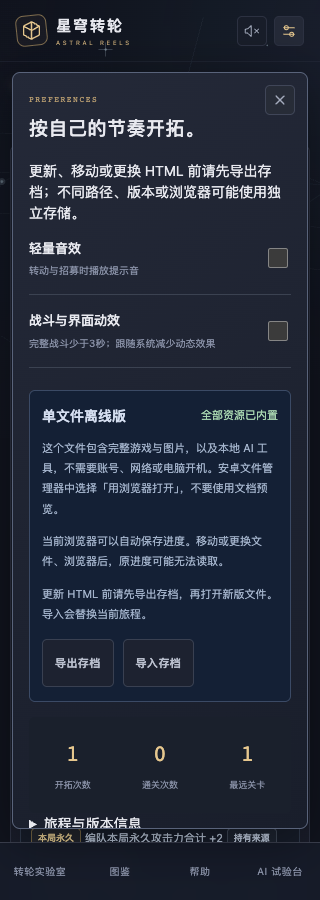 星穹转轮
ASTRAL REELS
PREFERENCES
按自己的节奏开拓。
更新、移动或更换 HTML 前请先导出存
档；不同路径、版本或浏览器可能使用独
立存储。
轻量音效
转动与招募时播放提示音
战斗与界面动效
完整战斗少于3秒；跟随系统减少动态效果
单文件离线版
全部资源已内置
这个文件包含完整游戏与图片，以及本地 AI 工
具，不需要账号、网络或电脑开机。安卓文件管
理器中选择「用浏览器打开」，不要使用文档预
览。
当前浏览器可以自动保存进度。移动或更换文
件、浏览器后，原进度可能无法读取。
更新 HTML 前请先导出存档，再打开新版文件。
导入会替换当前旅程。
导出存档
导入存档
1
0
1
开拓次数
通关次数
最远关卡
▶ 旅程与版本信息
本局永久 编队本局永久攻击力合计 +2 持有来源
转轮实验室
图鉴
帮助
AI 试验台